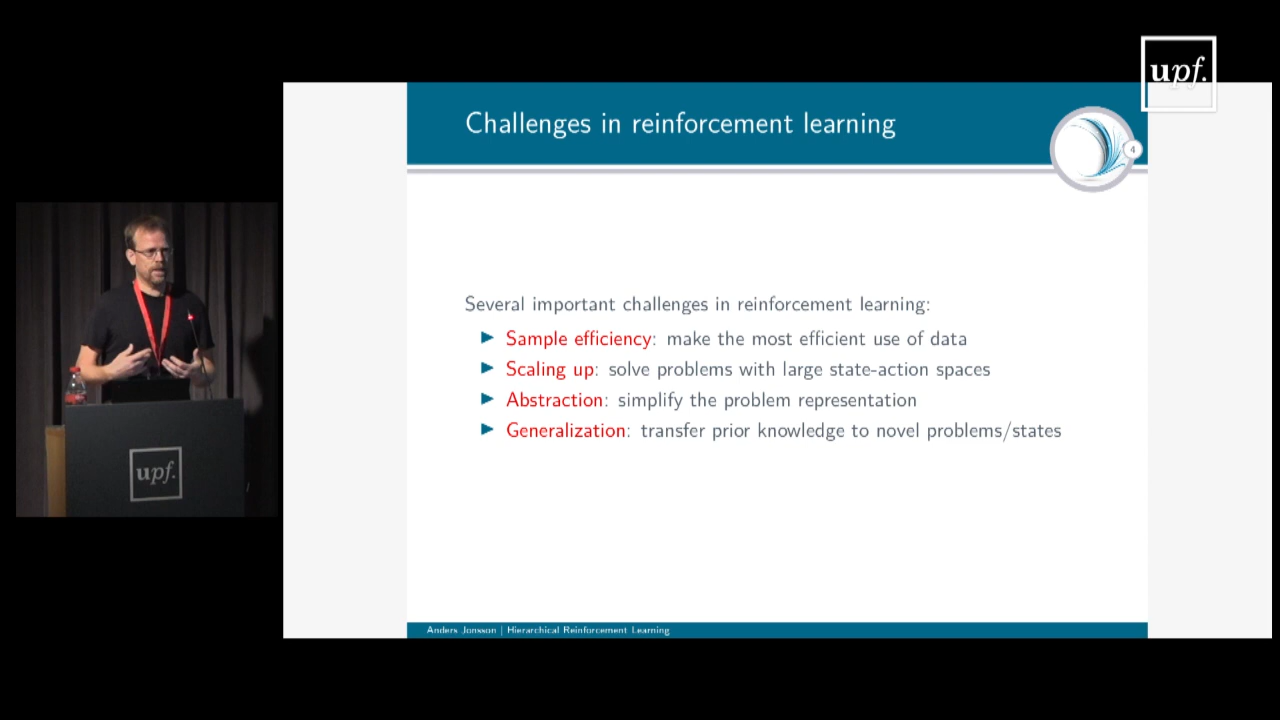 upf.
Challenges in reinforcement learning
4
Several important challenges in reinforcement learning:
Sample efficiency: make the most efficient use of data
Scaling up: solve problems with large state-action spaces
Abstraction: simplify the problem representation
Generalization: transfer prior knowledge to novel problems/states
upf.
Anders Jonsson | Hierarchical Reinforcement Learning